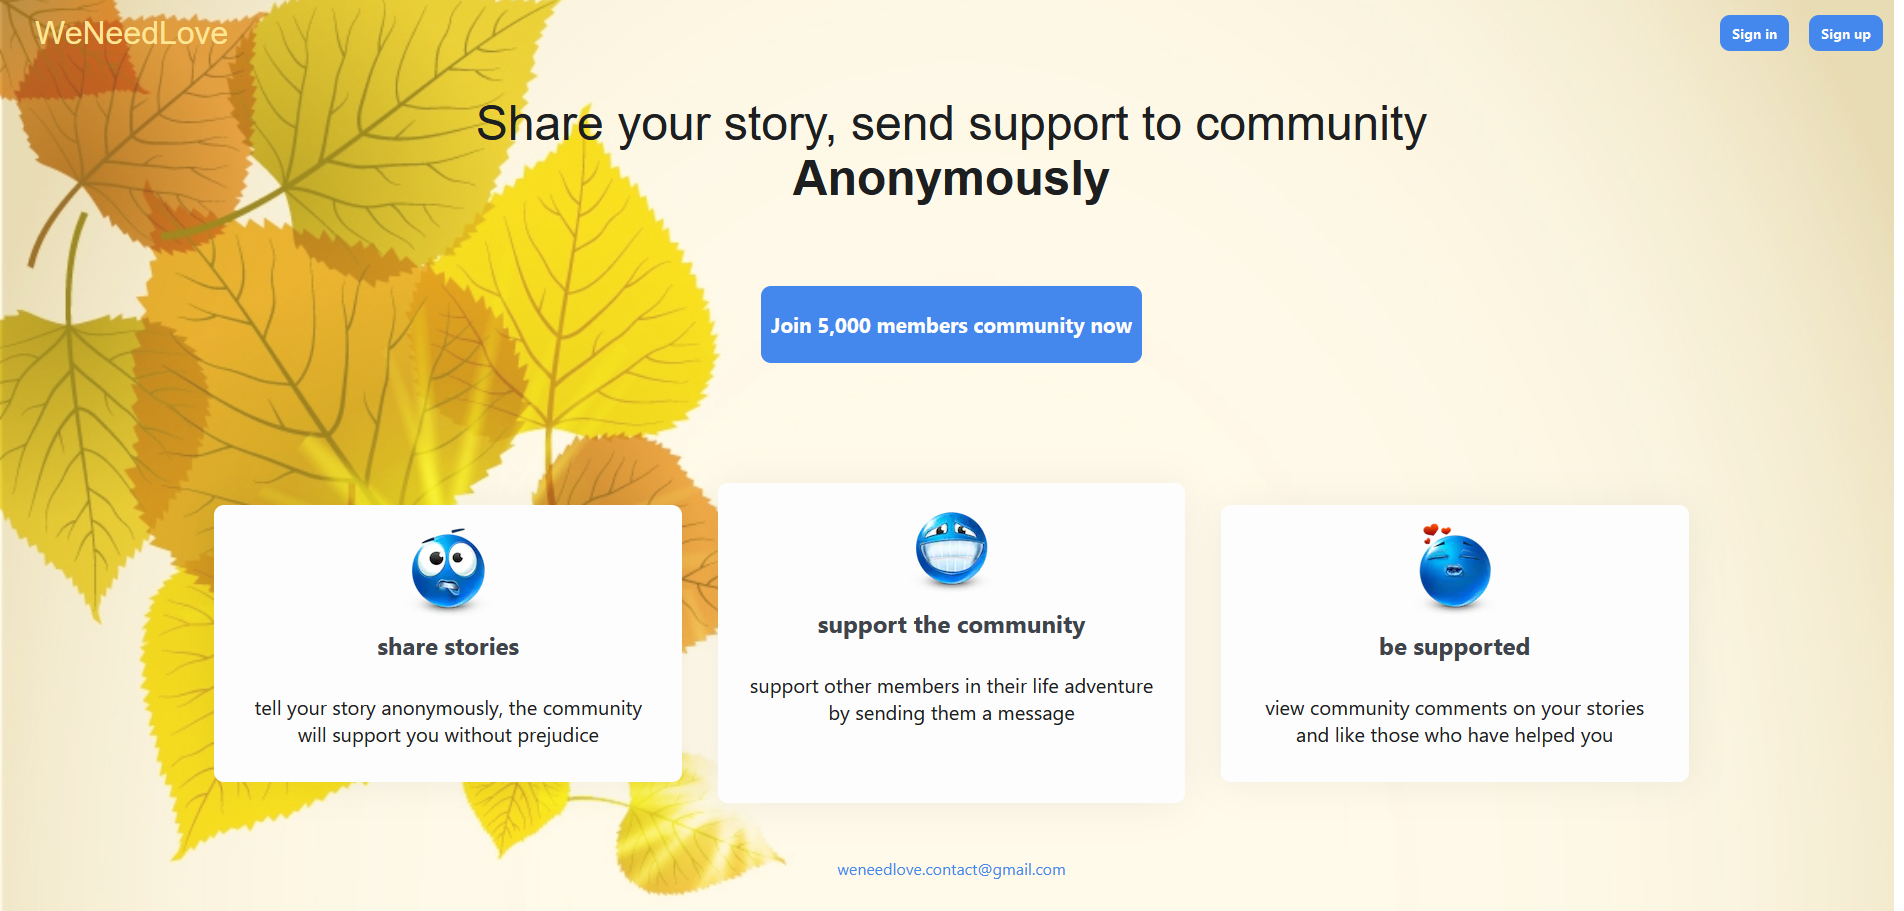 WeNeedLove
Sign in
Sign up
Share your story, send support to community
Anonymously
Join 5,000 members community now
share stories
tell your story anonymously, the community
will support you without prejudice
support the community
support other members in their life adventure
by sending them a message
be supported
view community comments on your stories
and like those who have helped you
weneedlove.contact@gmail.com